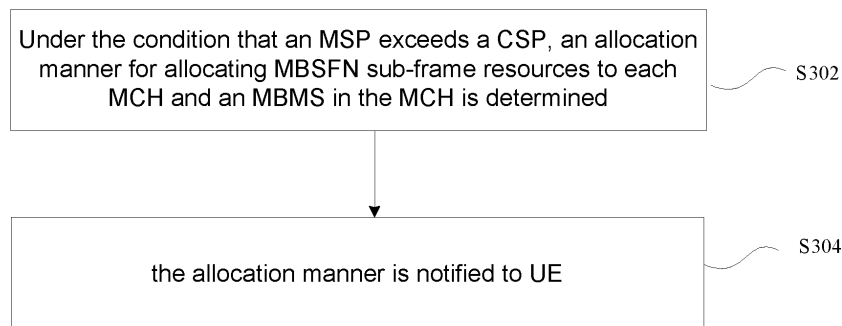 Under the condition that an MSP exceeds a CSP, an allocation
manner for allocating MBSFN sub-frame resources to each
MCH and an MBMS in the MCH is determined
S302
the allocation manner is notified to UE
S304